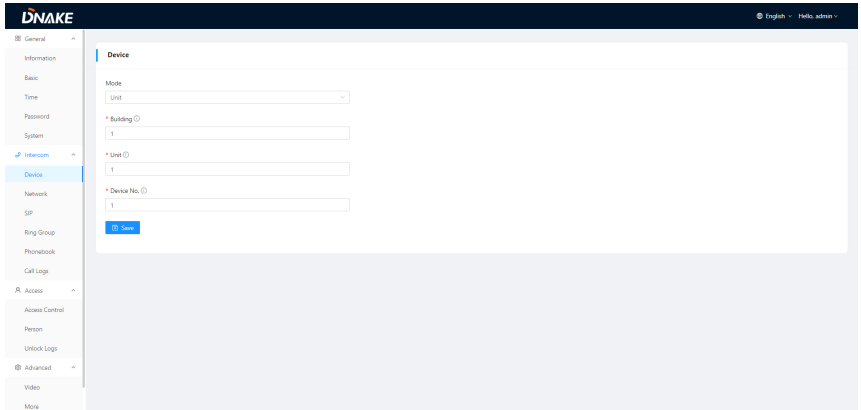 DNAKE
English
Hello, admin
General
Information
Basic
Time
Password
System
Intercom
Device
Network
SIP
Ring Group
Phonebook
Call Logs
Access
Access Control
Person
Unlock Logs
Advanced
Video
More
Device
Mode
Unit
* Building
1
* Unit
1
* Device No.
1
Save